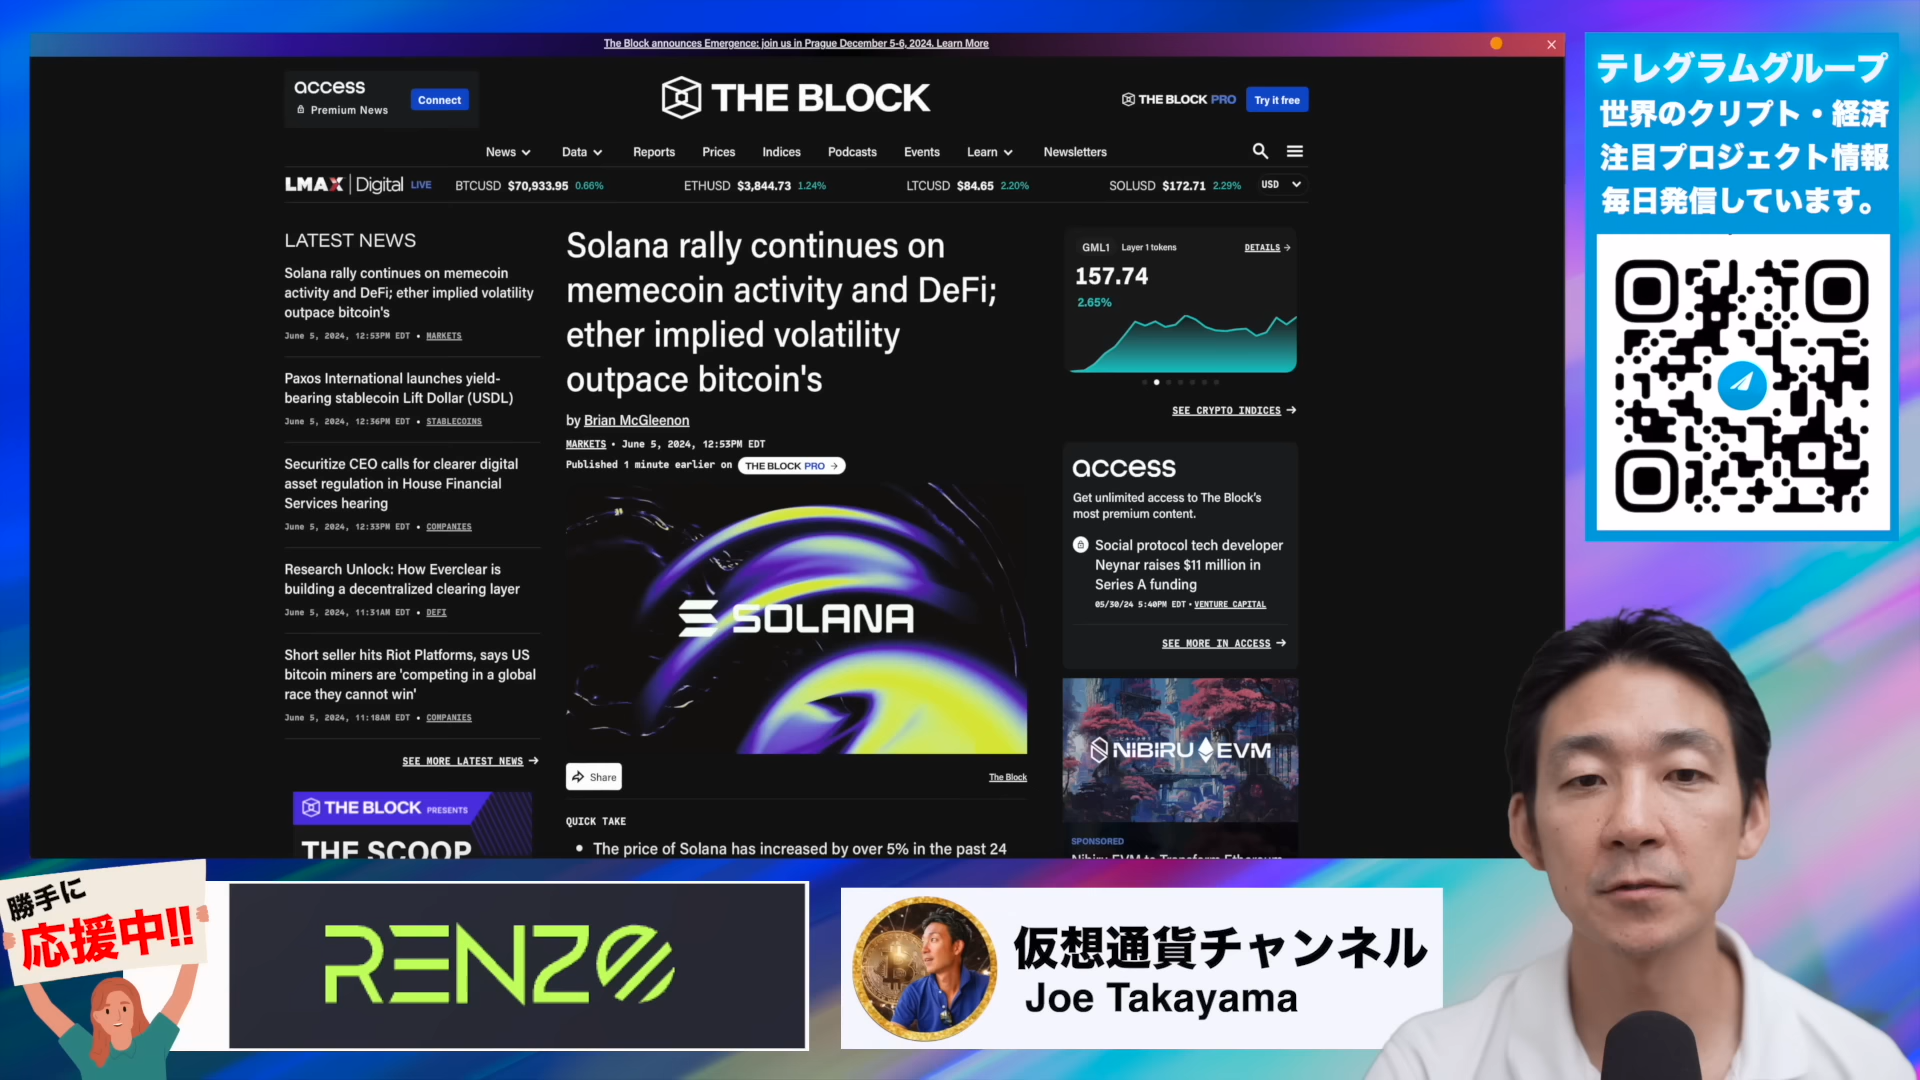 The Block announces Emergence; join us in Prague December 5-6, 2024. Learn More
access
Premium News
Connect
THE BLOCK
THE BLOCK PRO
Try it free
News
Data
Reports
Prices
Indices
Podcasts
Events
Learn
Newsletters
LMAX Digital LIVE
BTCUSD $70,933.95 0.66%
ETHUSD $3,844.73 1.24%
LTCUSD $84.65 2.20%
SOLUSD $172.71 2.29%
USD
LATEST NEWS
Solana rally continues on memecoin
activity and DeFi; ether implied volatility
outpace bitcoin's
June 5, 2024, 12:53PM EDT • MARKETS
Paxos International launches yield-
bearing stablecoin Lift Dollar (USDL)
June 5, 2024, 12:36PM EDT • STABLECOINS
Securitize CEO calls for clearer digital
asset regulation in House Financial
Services hearing
June 5, 2024, 12:33PM EDT • COMPANIES
Research Unlock: How Everclear is
building a decentralized clearing layer
June 5, 2024, 11:31AM EDT • DEFI
Short seller hits Riot Platforms, says US
bitcoin miners are 'competing in a global
race they cannot win'
June 5, 2024, 11:18AM EDT • COMPANIES
SEE MORE LATEST NEWS
THE BLOCK PRESENTS
THE SCOOP
Solana rally continues on
memecoin activity and DeFi;
ether implied volatility
outpace bitcoin's
by Brian McGleenon
MARKETS • June 5, 2024, 12:53PM EDT
Published 1 minute earlier on THE BLOCK PRO
SOLANA
Share
The Block
QUICK TAKE
• The price of Solana has increased by over 5% in the past 24
GMI1 Layer 1 tokens
DETAILS
157.74
2.65%
SEE CRYPTO INDICES
access
Get unlimited access to The Block's
most premium content.
Social protocol tech developer
Neynar raises $11 million in
Series A funding
05/30/24 5:40PM EDT • VENTURE CAPITAL
SEE MORE IN ACCESS
NIBIRU EVM
SPONSORED
Nibiru EVM to Transform Ethereum
テレグラムグループ
世界のクリプト・経済
注目プロジェクト情報
毎日発信しています。
勝手に
応援中!!
RENZO
仮想通貨チャンネル
Joe Takayama